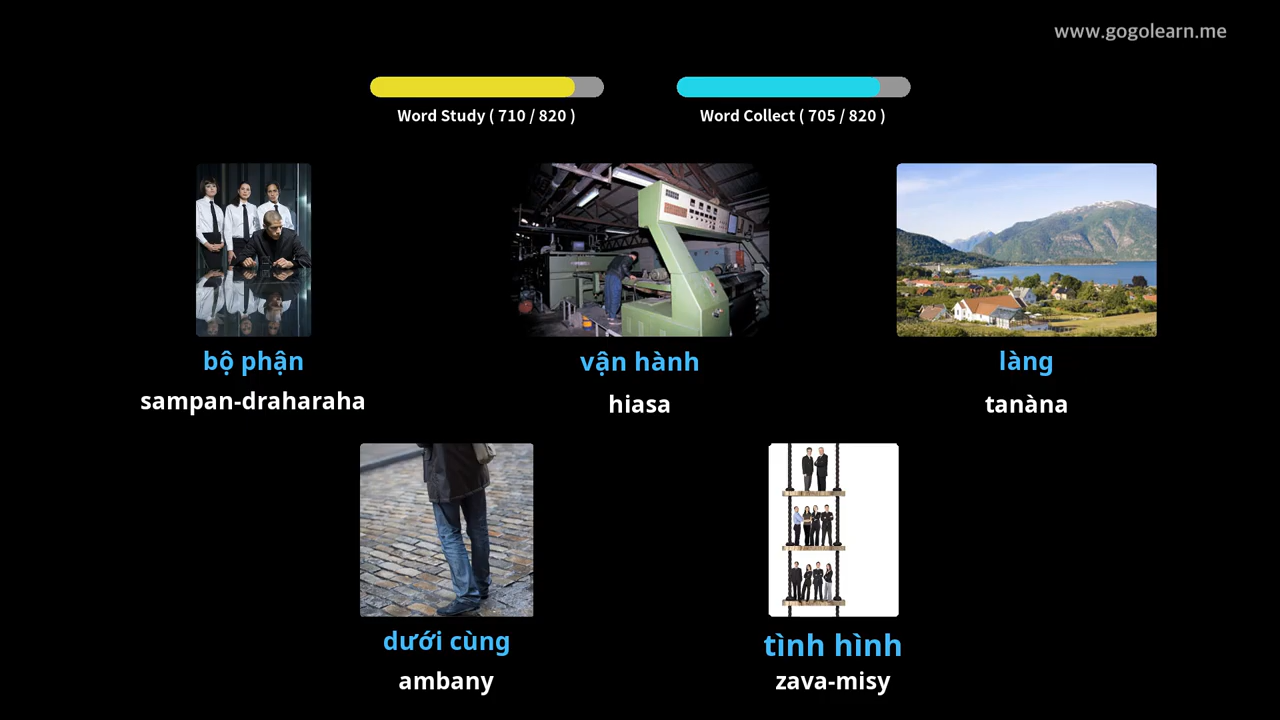 www.gogolearn.me
Word Study ( 710 / 820 )
Word Collect ( 705 / 820 )
bộ phận
sampan-draharaha
vận hành
hiasa
làng
tanàna
dưới cùng
ambany
tình hình
zava-misy